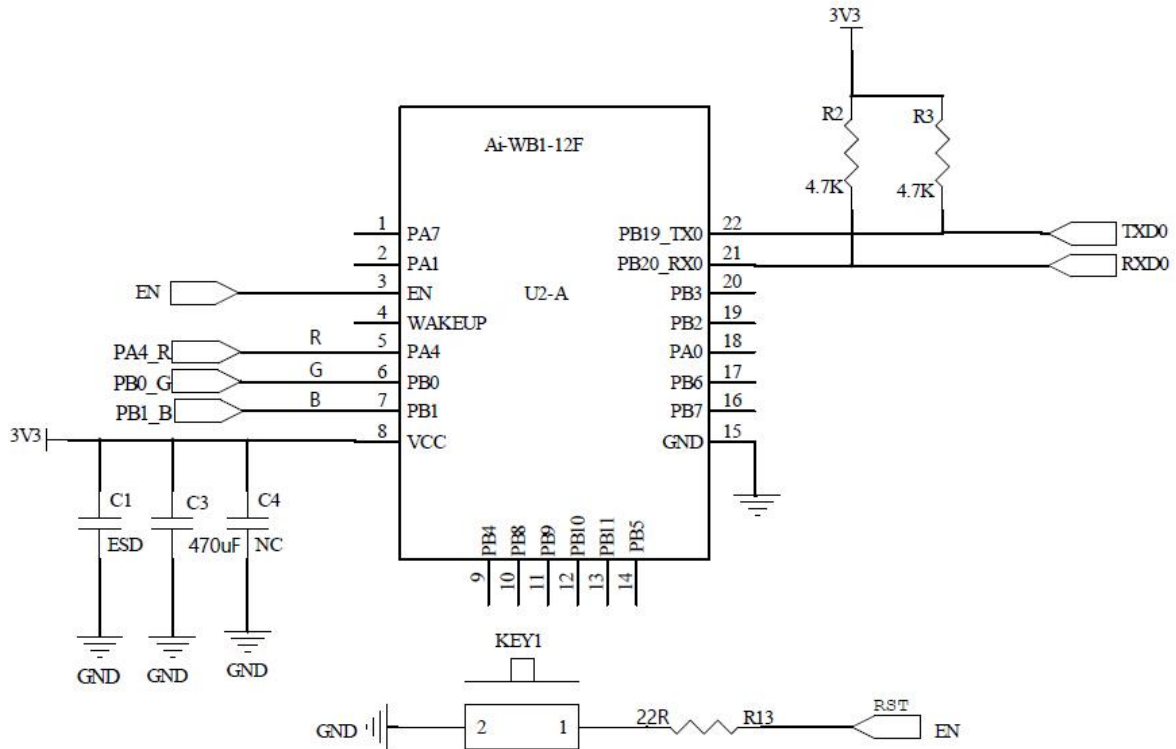 3V3
R2
R3
4.7K
4.7K
Ai-WB1-12F
U2-A
1 PA7
2 PA1
EN 3 EN
4 WAKEUP
PA4_R R 5 PA4
PB0_G G 6 PB0
PB1_B B 7 PB1
3V3 8 VCC
PB19_TX0 22 TXD0
PB20_RX0 21 RXD0
PB3 20
PB2 19
PA0 18
PB6 17
PB7 16
GND 15
PB4 9
PB8 10
PB9 11
PB10 12
PB11 13
PB5 14
C1 C3 C4
ESD 470uF NC
GND GND GND
KEY1
GND 2 1 22R R13 RST EN